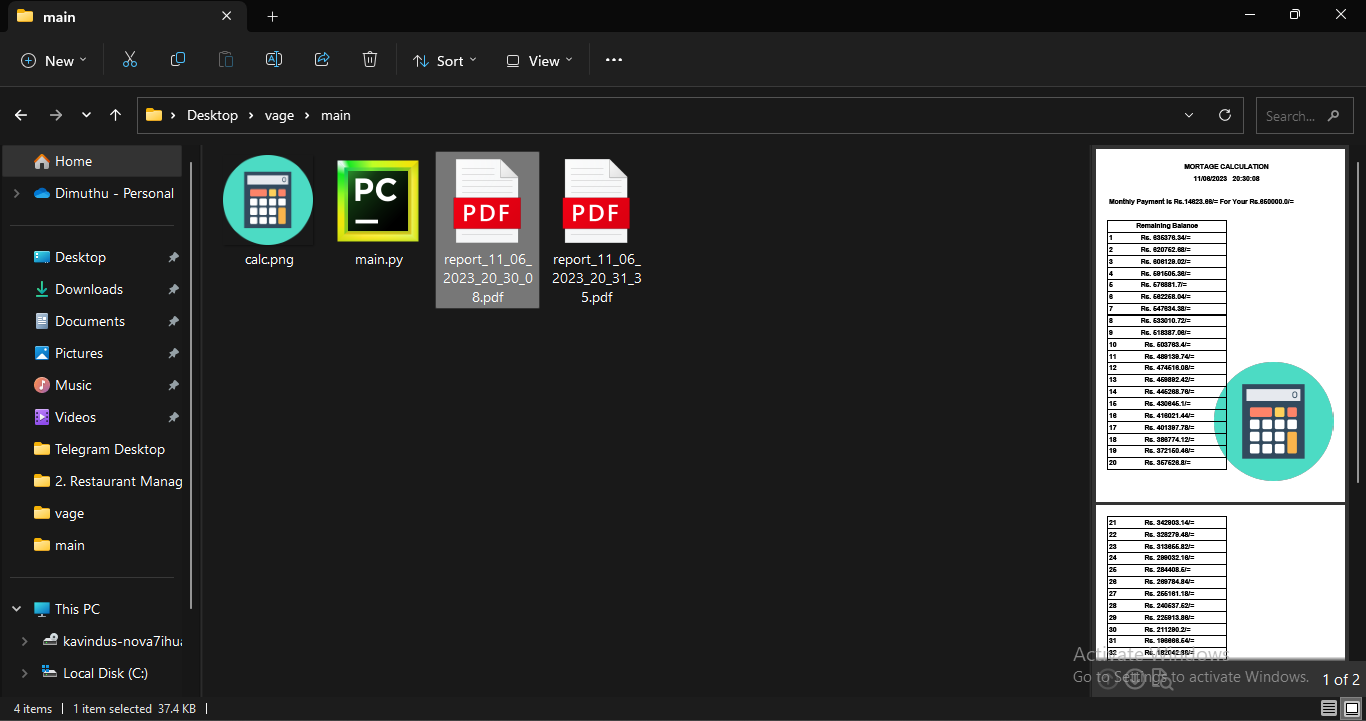 main
New
Sort
View
Desktop
vage
main
Search...
Home
Dimuthu - Personal
Desktop
Downloads
Documents
Pictures
Music
Videos
Telegram Desktop
2. Restaurant Manag
vage
main
This PC
kavindus-nova7ihua
Local Disk (C:)
PC
PDF
PDF
calc.png
main.py
report_11_06_
2023_20_30_0
8.pdf
report_11_06_
2023_20_31_3
5.pdf
MORTAGE CALCULATION
11/06/2023 20:30:08
Monthly Payment is Rs.14623.66/= For Your Rs.650000.0/=
Remaining Balance
1 Rs. 635376.34/=
2 Rs. 620752.68/=
3 Rs. 606129.02/=
4 Rs. 591505.36/=
5 Rs. 576881.7/=
6 Rs. 562258.04/=
7 Rs. 547634.38/=
8 Rs. 533010.72/=
9 Rs. 518387.06/=
10 Rs. 503763.4/=
11 Rs. 489139.74/=
12 Rs. 474516.08/=
13 Rs. 459892.42/=
14 Rs. 445268.76/=
15 Rs. 430645.1/=
16 Rs. 416021.44/=
17 Rs. 401397.78/=
18 Rs. 386774.12/=
19 Rs. 372150.46/=
20 Rs. 357526.8/=
0
21 Rs. 342903.14/=
22 Rs. 328279.48/=
23 Rs. 313655.82/=
24 Rs. 299032.16/=
25 Rs. 284408.5/=
26 Rs. 269784.84/=
27 Rs. 255161.18/=
28 Rs. 240537.52/=
29 Rs. 225913.86/=
30 Rs. 211290.2/=
31 Rs. 196666.54/=
32 Rs. 182042.88/=
Activate Windows
Go to Settings to activate Windows.
1 of 2
4 items
1 item selected 37.4 KB